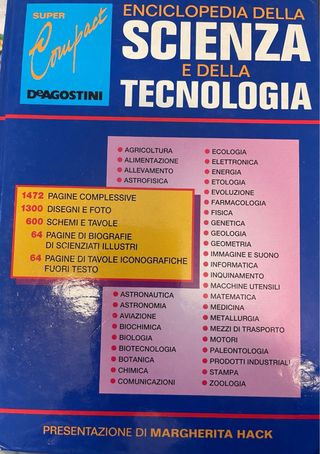 SUPER
Compact
DeAGOSTINI
ENCICLOPEDIA DELLA
SCIENZA
E DELLA
TECNOLOGIA
AGRICOLTURA
ALIMENTAZIONE
ALLEVAMENTO
ASTROFISICA
1472 PAGINE COMPLESSIVE
1300 DISEGNI E FOTO
600 SCHEMI E TAVOLE
64 PAGINE DI BIOGRAFIE
DI SCIENZIATI ILLUSTRI
64 PAGINE DI TAVOLE ICONOGRAFICHE
FUORI TESTO
ASTRONAUTICA
ASTRONOMIA
AVIAZIONE
BIOCHIMICA
BIOLOGIA
BIOTECNOLOGIA
BOTANICA
CHIMICA
COMUNICAZIONI
ECOLOGIA
ELETTRONICA
ENERGIA
ETOLOGIA
EVOLUZIONE
FARMACOLOGIA
FISICA
GENETICA
GEOLOGIA
GEOMETRIA
IMMAGINE E SUONO
INFORMATICA
INQUINAMENTO
MACCHINE UTENSILI
MATEMATICA
MEDICINA
METALLURGIA
MEZZI DI TRASPORTO
MOTORI
PALEONTOLOGIA
PRODOTTI INDUSTRIALI
STAMPA
ZOOLOGIA
PRESENTAZIONE DI MARGHERITA HACK